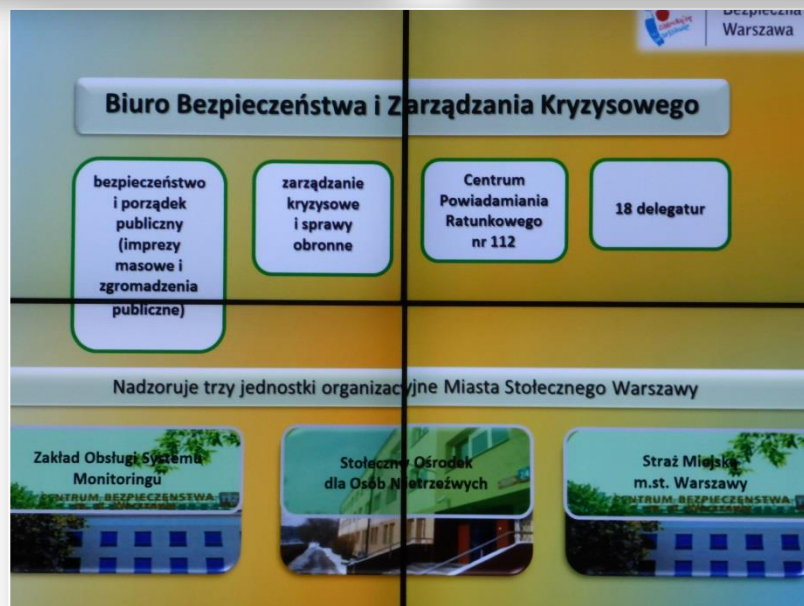 Bezpieczna
Warszawa
Biuro Bezpieczeństwa i Zarządzania Kryzysowego
bezpieczeństwo
i porządek
publiczny
(imprezy
masowe i
zgromadzenia
publiczne)
zarządzanie
kryzysowe
i sprawy
obronne
Centrum
Powiadamiania
Ratunkowego
nr 112
18 delegatur
Nadzoruje trzy jednostki organizacyjne Miasta Stołecznego Warszawy
Zakład Obsługi Systemu
Monitoringu
CENTRUM BEZPIECZEŃSTWA
Stołeczny Ośrodek
dla Osób Nietrzeźwych
Straż Miejska
m.st. Warszawy
CENTRUM BEZPIECZEŃSTWA